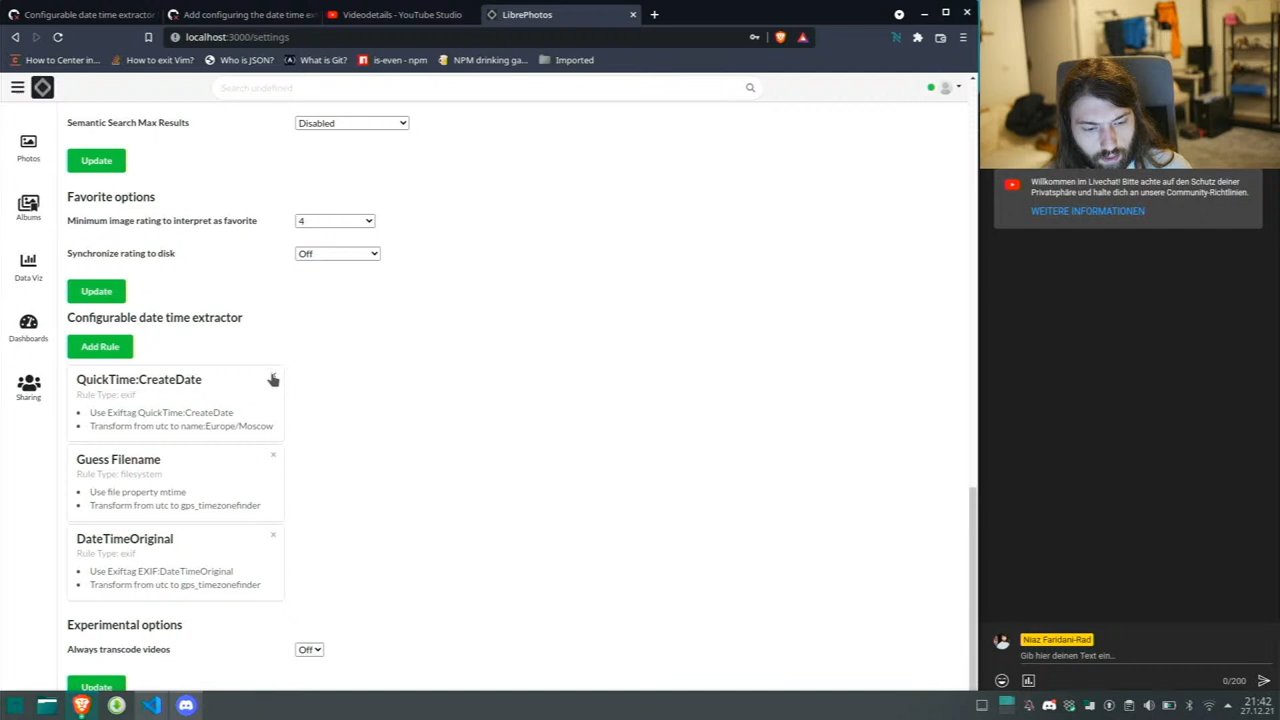 Configurable date time extractor
Add configuring the date time ex
Videodetails - YouTube Studio
LibrePhotos
localhost:3000/settings
How to Center in...
How to exit Vim?
Who is JSON?
What is Git?
is-even - npm
NPM drinking ga...
Imported
Search undefined
Photos
Albums
Data Viz
Dashboards
Sharing
Semantic Search Max Results
Disabled
Update
Favorite options
Minimum image rating to interpret as favorite
4
Synchronize rating to disk
Off
Update
Configurable date time extractor
Add Rule
QuickTime:CreateDate
Rule Type: exif
Use Exiftag QuickTime:CreateDate
Transform from utc to name:Europe/Moscow
Guess Filename
Rule Type: filesystem
Use file property mtime
Transform from utc to gps_timezonefinder
DateTimeOriginal
Rule Type: exif
Use Exiftag EXIF:DateTimeOriginal
Transform from utc to gps_timezonefinder
Experimental options
Always transcode videos
Off
Update
Willkommen im Livechat! Bitte achte auf den Schutz deiner
Privatsphäre und halte dich an unsere Community-Richtlinien.
WEITERE INFORMATIONEN
Niaz Faridani-Rad
Gib hier deinen Text ein...
0/200
21:42
27.12.21